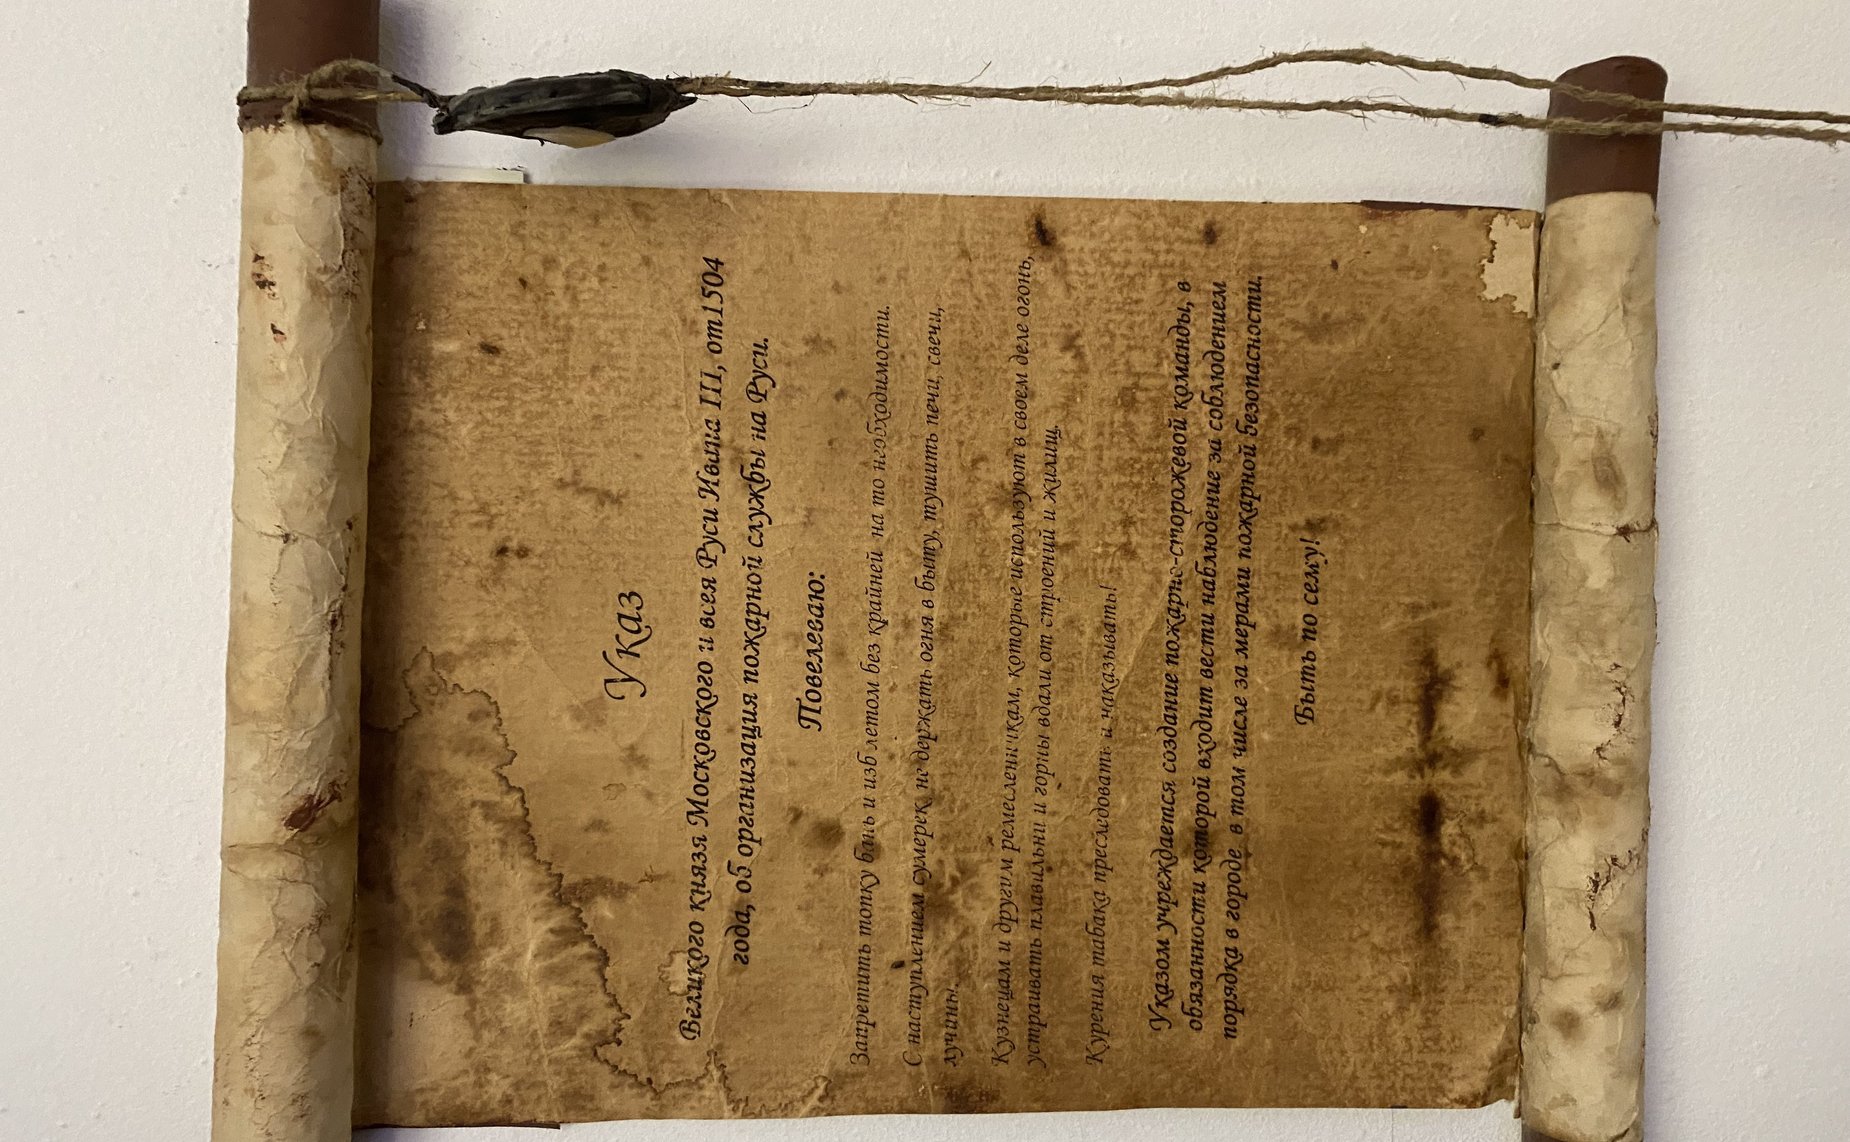 Указ
Великого князя Московского и всея Руси Ивана III, от1504
года, об организация пожарной службы на Руси.
Повелеваю:
Запретить топку бань и изб летом без крайней на то необходимости.
С наступлением сумерек не держать огня в быту, тушить печи, свечи,
лучины.
Кузнецам и другим ремесленникам, которые используют в своем деле огонь,
устраивать плавильни и горны вдали от строений и жилищ.
Курения табака преследовать и наказывать!
Указом учреждается создание пожарно-сторожевой команды, в
обязанности которой входит вести наблюдение за соблюдением
порядка в городе в том числе за мерами пожарной безопасности.
Быть по сему!